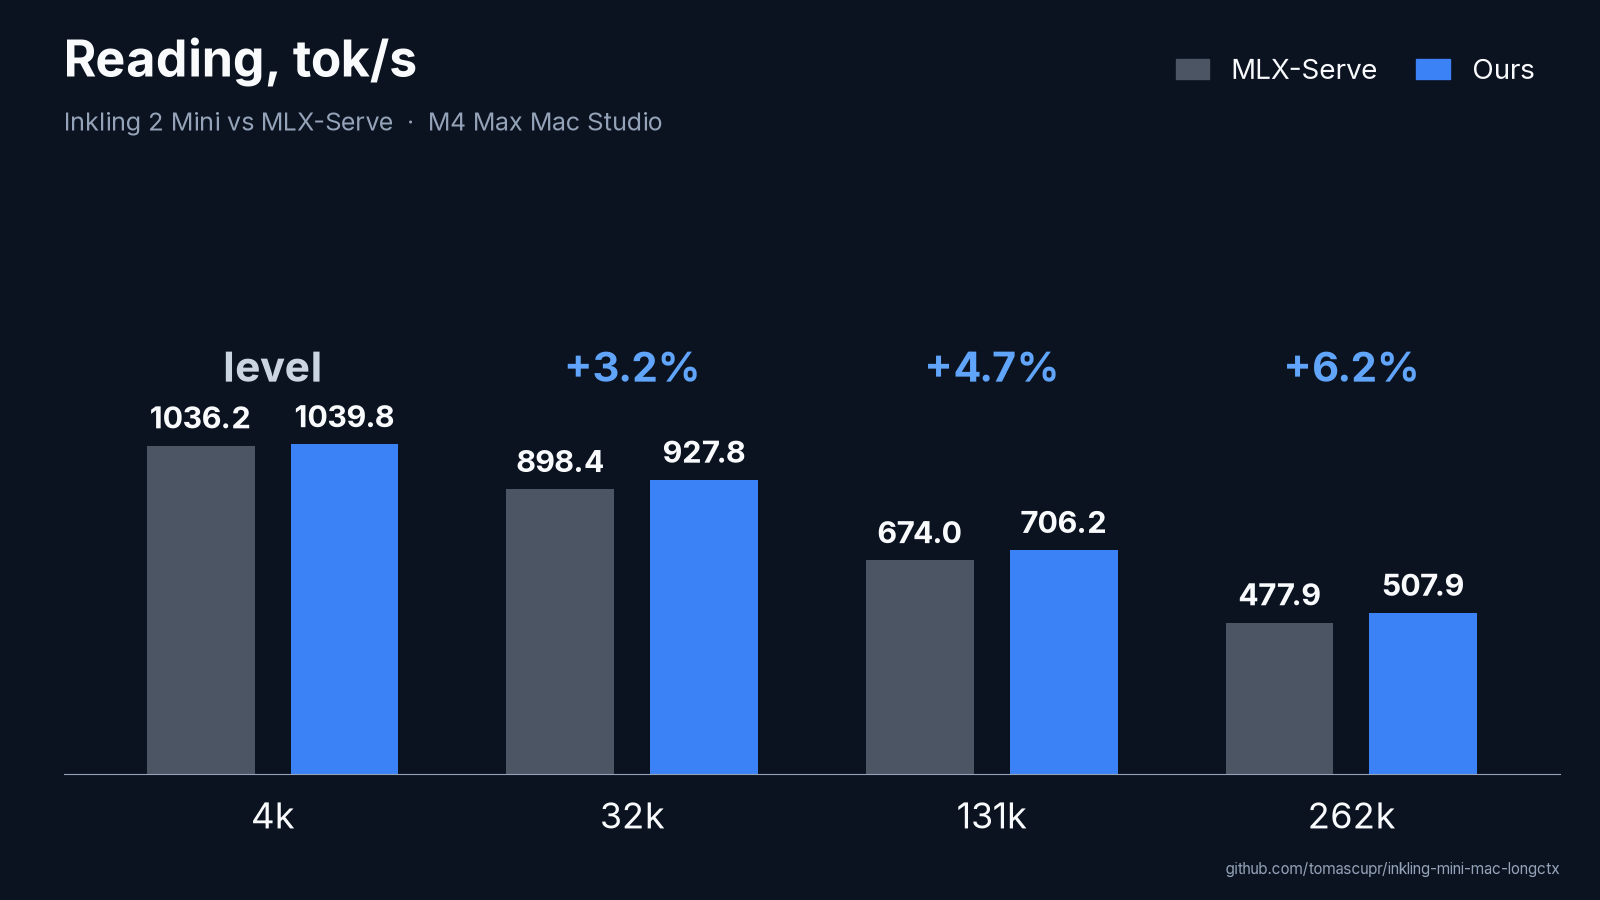 Reading, tok/s
MLX-Serve Ours
Inkling 2 Mini vs MLX-Serve · M4 Max Mac Studio
level +3.2% +4.7% +6.2%
1036.2 1039.8 898.4 927.8 674.0 706.2 477.9 507.9
4k 32k 131k 262k
github.com/tomascupr/inkling-mini-mac-longctx